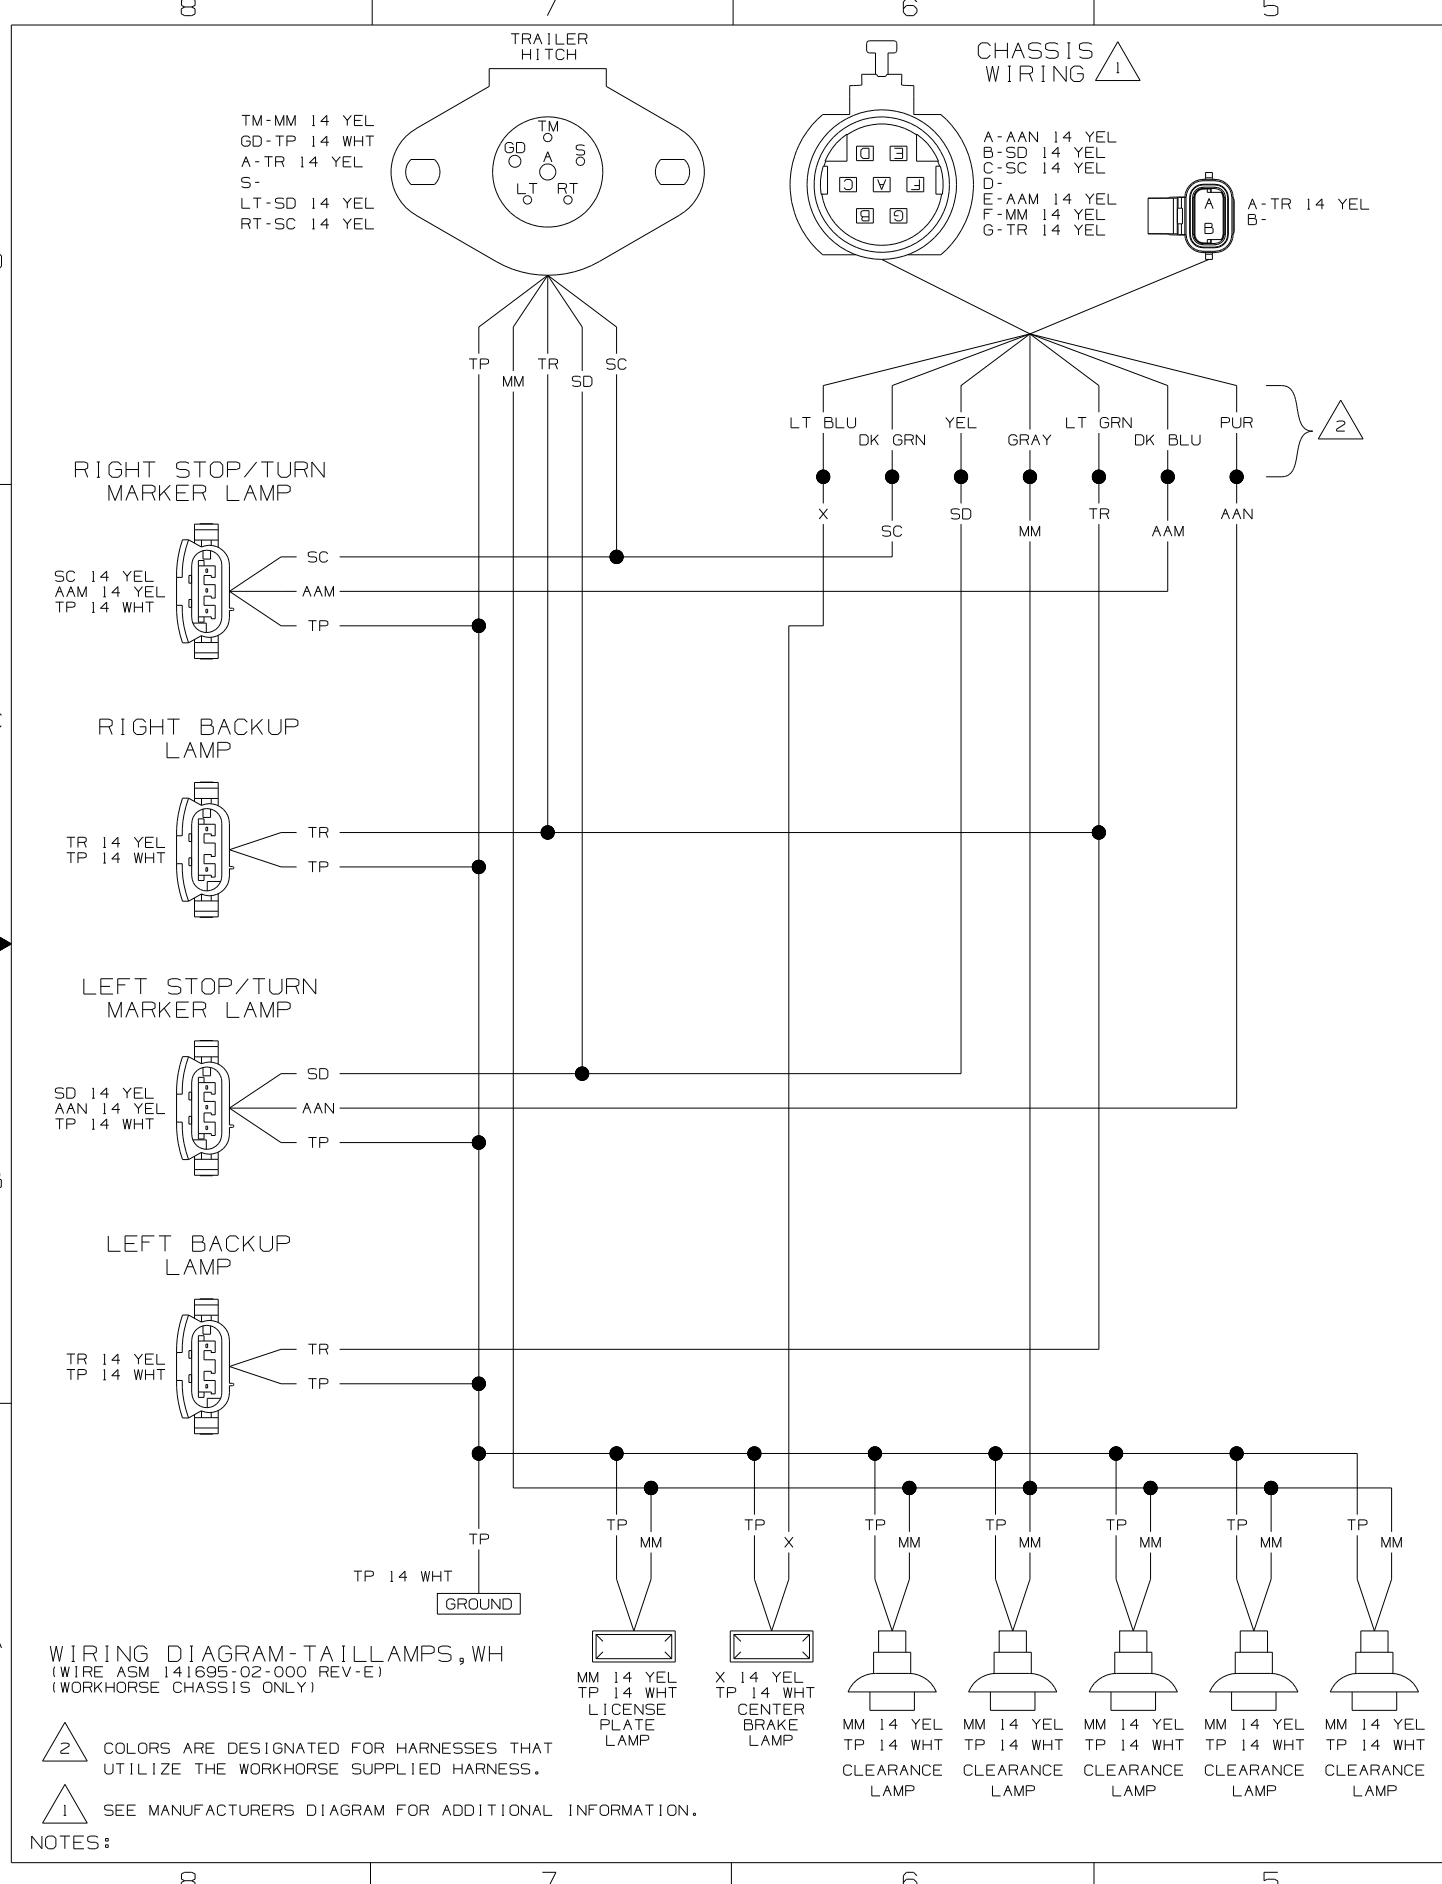 8 7 6 5
TRAILER
HITCH
TM-MM 14 YEL
GD-TP 14 WHT
A-TR 14 YEL
S-
LT-SD 14 YEL
RT-SC 14 YEL
TM
GD
A
S
LT RT
CHASSIS
WIRING 1
A-AAN 14 YEL
B-SD 14 YEL
C-SC 14 YEL
D-
E-AAM 14 YEL
F-MM 14 YEL
G-TR 14 YEL
D E
C A F
B G
A
B
A-TR 14 YEL
B-
TP MM TR SD SC
LT BLU DK GRN YEL GRAY LT GRN DK BLU PUR
2
X SC SD MM TR AAM AAN
RIGHT STOP/TURN
MARKER LAMP
SC 14 YEL
AAM 14 YEL
TP 14 WHT
SC
AAM
TP
RIGHT BACKUP
LAMP
TR 14 YEL
TP 14 WHT
TR
TP
LEFT STOP/TURN
MARKER LAMP
SD 14 YEL
AAN 14 YEL
TP 14 WHT
SD
AAN
TP
LEFT BACKUP
LAMP
TR 14 YEL
TP 14 WHT
TR
TP
TP
TP 14 WHT
GROUND
TP MM TP X TP MM TP MM TP MM TP MM TP MM
MM 14 YEL
TP 14 WHT
LICENSE
PLATE
LAMP
X 14 YEL
TP 14 WHT
CENTER
BRAKE
LAMP
MM 14 YEL
TP 14 WHT
CLEARANCE
LAMP
MM 14 YEL
TP 14 WHT
CLEARANCE
LAMP
MM 14 YEL
TP 14 WHT
CLEARANCE
LAMP
MM 14 YEL
TP 14 WHT
CLEARANCE
LAMP
MM 14 YEL
TP 14 WHT
CLEARANCE
LAMP
WIRING DIAGRAM-TAILLAMPS,WH
(WIRE ASM 141695-02-000 REV-E)
(WORKHORSE CHASSIS ONLY)
2 COLORS ARE DESIGNATED FOR HARNESSES THAT
UTILIZE THE WORKHORSE SUPPLIED HARNESS.
1 SEE MANUFACTURERS DIAGRAM FOR ADDITIONAL INFORMATION.
NOTES:
8 7 6 5